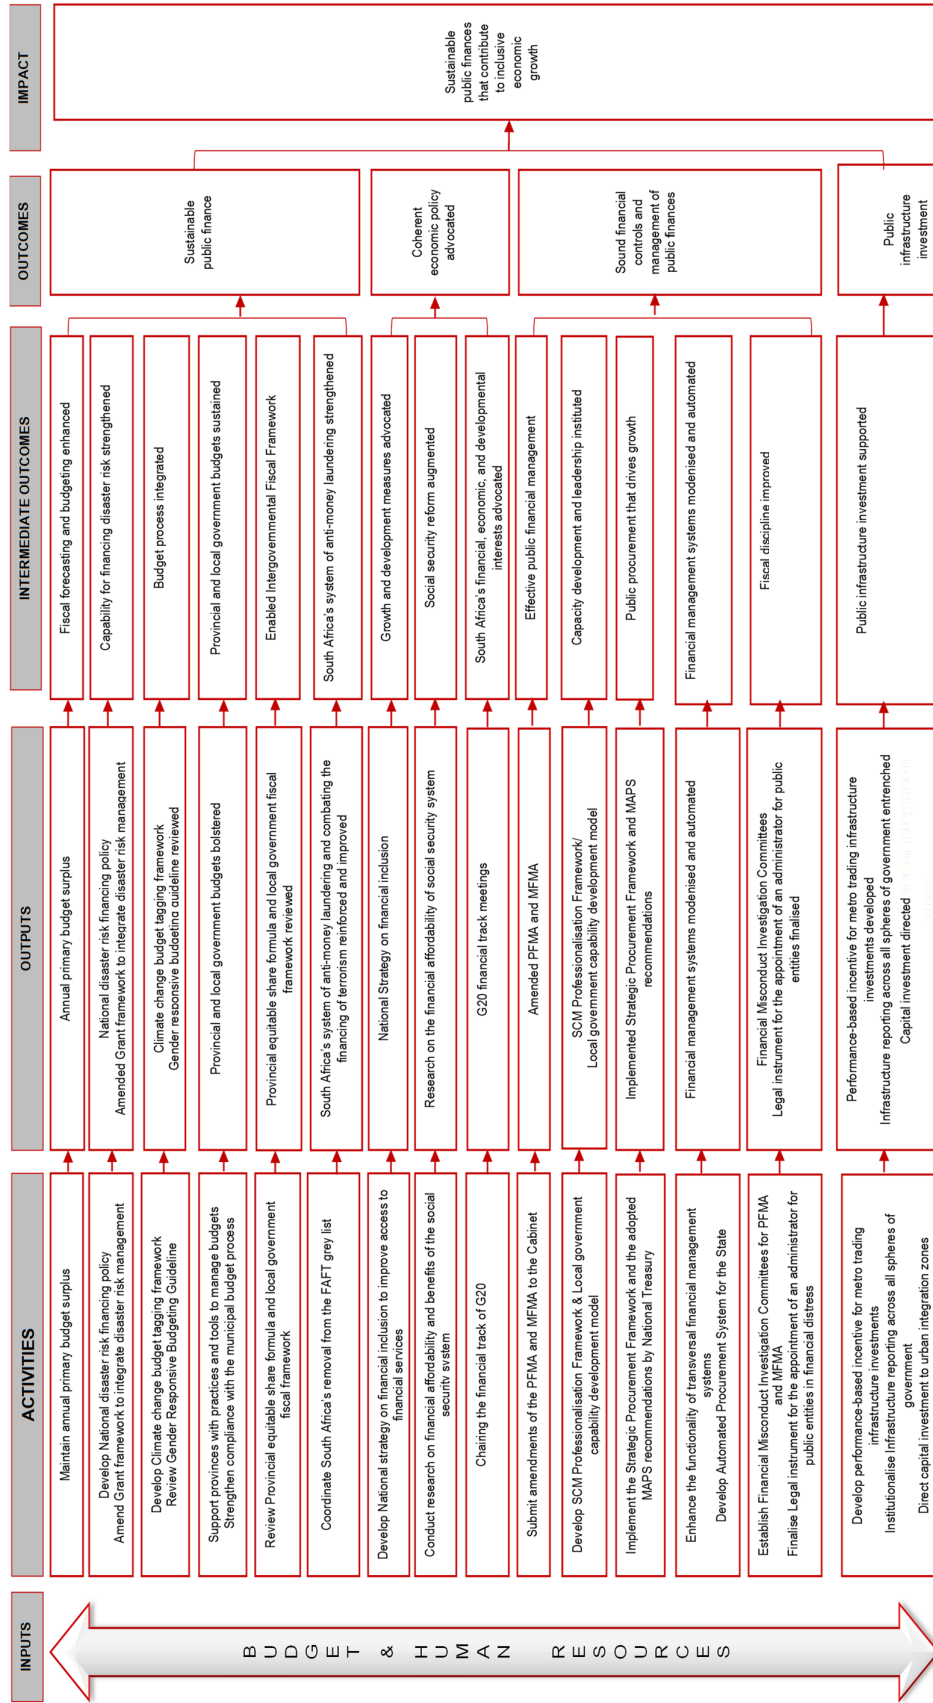 INPUTS
ACTIVITIES
OUTPUTS
INTERMEDIATE OUTCOMES
OUTCOMES
IMPACT
BUDGET & HUMAN RESOURCES
Maintain annual primary budget surplus
Annual primary budget surplus
Fiscal forecasting and budgeting enhanced
Develop National disaster risk financing policy
Amend Grant framework to integrate disaster risk management
National disaster risk financing policy
Amended Grant framework to integrate disaster risk management
Capability for financing disaster risk strengthened
Develop Climate change budget tagging framework
Review Gender Responsive Budgeting Guideline
Climate change budget tagging framework
Gender responsive budgeting guideline reviewed
Budget process integrated
Support provinces with practices and tools to manage budgets
Strengthen compliance with the municipal budget process
Provincial and local government budgets bolstered
Provincial and local government budgets sustained
Review Provincial equitable share formula and local government
fiscal framework
Provincial equitable share formula and local government fiscal
framework reviewed
Enabled Intergovernmental Fiscal Framework
Coordinate South Africa's removal from the FAFT grey list
South Africa's system of anti-money laundering and combating the
financing of terrorism reinforced and improved
South Africa's system of anti-money laundering strengthened
Sustainable
public finance
Develop National strategy on financial inclusion to improve access to
financial services
National Strategy on financial inclusion
Growth and development measures advocated
Conduct research on financial affordability and benefits of the social
security system
Research on the financial affordability of social security system
Social security reform augmented
Chairing the financial track of G20
G20 financial track meetings
South Africa's financial, economic, and developmental
interests advocated
Coherent
economic policy
advocated
Submit amendments of the PFMA and MFMA to the Cabinet
Amended PFMA and MFMA
Effective public financial management
Develop SCM Professionalisation Framework & Local government
capability development model
SCM Professionalisation Framework/
Local government capability development model
Capacity development and leadership instituted
Implement the Strategic Procurement Framework and the adopted
MAPS recommendations by National Treasury
Implemented Strategic Procurement Framework and MAPS
recommendations
Public procurement that drives growth
Enhance the functionality of transversal financial management
systems
Develop Automated Procurement System for the State
Financial management systems modenised and automated
Financial management systems modenised and automated
Establish Financial Misconduct Investigation Committees for PFMA
and MFMA
Finalise Legal instrument for the appointment of an administrator for
public entities in financial distress
Financial Misconduct Investigation Committees
Legal instrument for the appointment of an administrator for public
entities finalised
Fiscal discipline improved
Sound financial
controls and
management of
public finances
Develop performance-based incentive for metro trading
infrastructure investments
Institutionalise Infrastructure reporting across all spheres of
government
Direct capital investment to urban integration zones
Performance-based incentive for metro trading infrastructure
investments developed
Infrastructure reporting across all spheres of government entrenched
Capital investment directed
Public infrastructure investment supported
Public
infrastructure
investment
Sustainable
public finances
that contribute
to inclusive
economic
growth